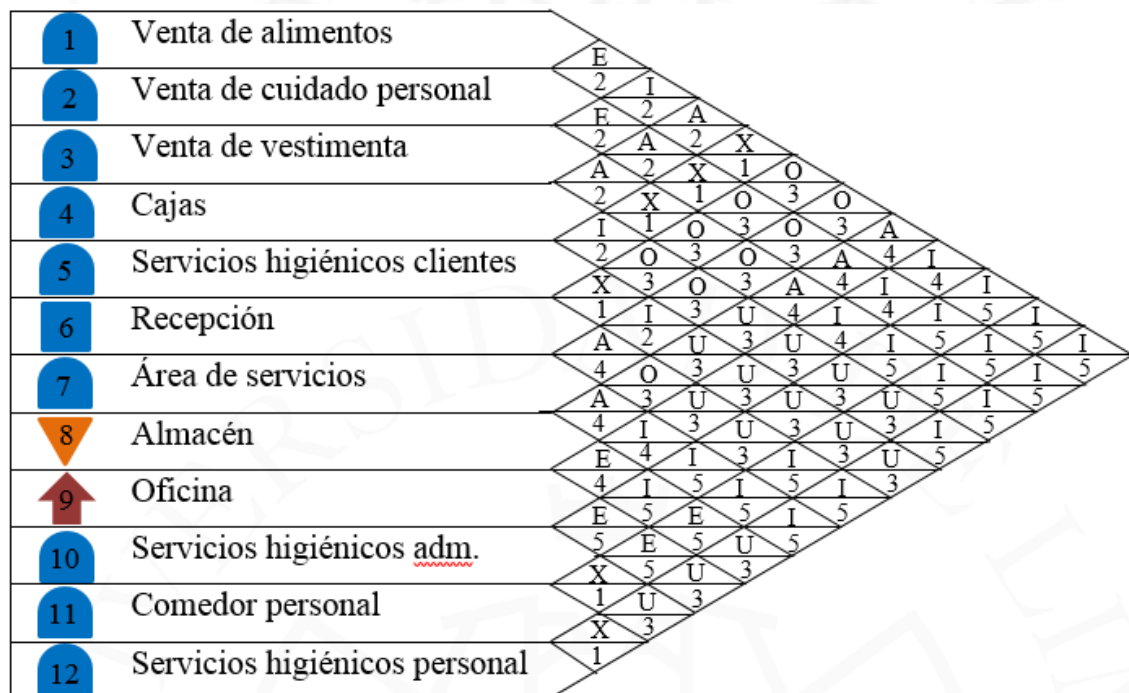 1 Venta de alimentos
E
2 Venta de cuidado personal
2 I
E 2 A
3 Venta de vestimenta
2 A 2 X
A 2 X 1 O
4 Cajas
2 X 1 O 3 O
I 1 O 3 O 3 A
5 Servicios higiénicos clientes
2 O 3 O 3 A 4 I
X 3 O 3 A 4 I 4 I
6 Recepción
1 I 3 U 4 I 4 I 5 I
A 2 U 3 U 4 I 5 I 5 I
7 Área de servicios
4 O 3 U 3 U 5 I 5 I 5
A 3 U 3 U 3 U 5 I 5
8 Almacén
4 I 3 U 3 U 3 I 5
E 4 I 3 I 3 U 5
9 Oficina
4 I 5 I 5 I 3
E 5 E 5 I 5
10 Servicios higiénicos adm.
5 E 5 U 5
X 5 U 3
11 Comedor personal
1 U 3
X 3
12 Servicios higiénicos personal
1